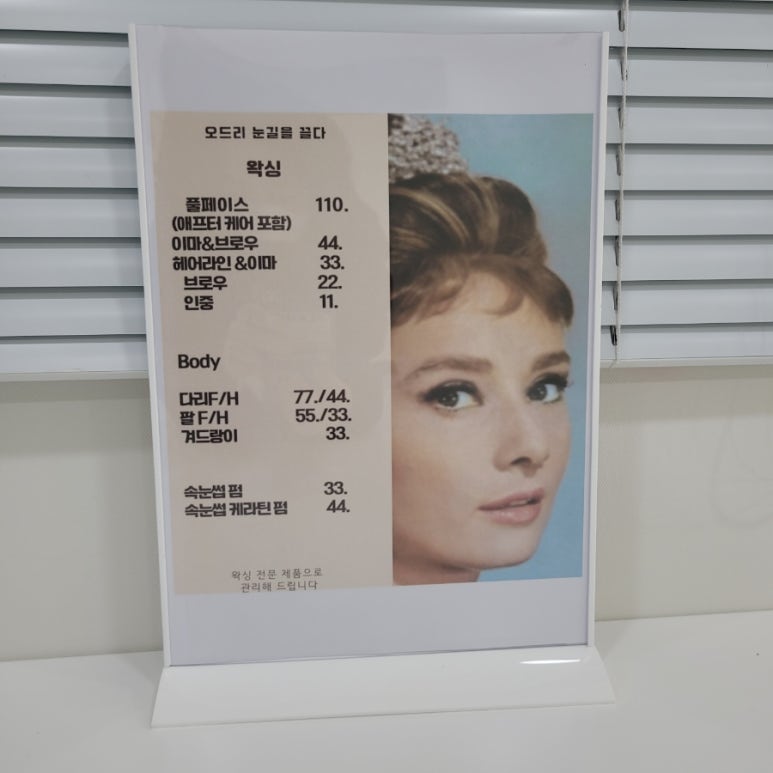 오드리 눈길을 끌다
왁싱
풀페이스 110.
(애프터 케어 포함)
이마&브로우 44.
헤어라인 &이마 33.
브로우 22.
인중 11.
Body
다리F/H 77./44.
팔 F/H 55./33.
겨드랑이 33.
속눈썹 펌 33.
속눈썹 케라틴 펌 44.
왁싱 전문 제품으로
관리해 드립니다